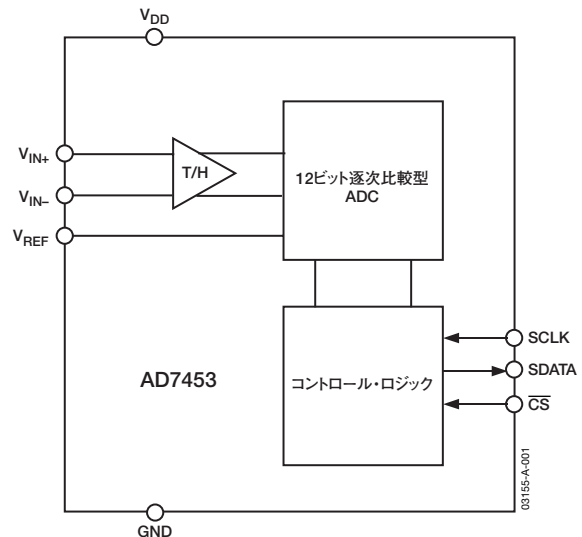 VDD
VIN+
T/H
12ビット逐次比較型
ADC
VIN–
VREF
SCLK
AD7453
コントロール・ロジック
SDATA
CS
03155-A-001
GND